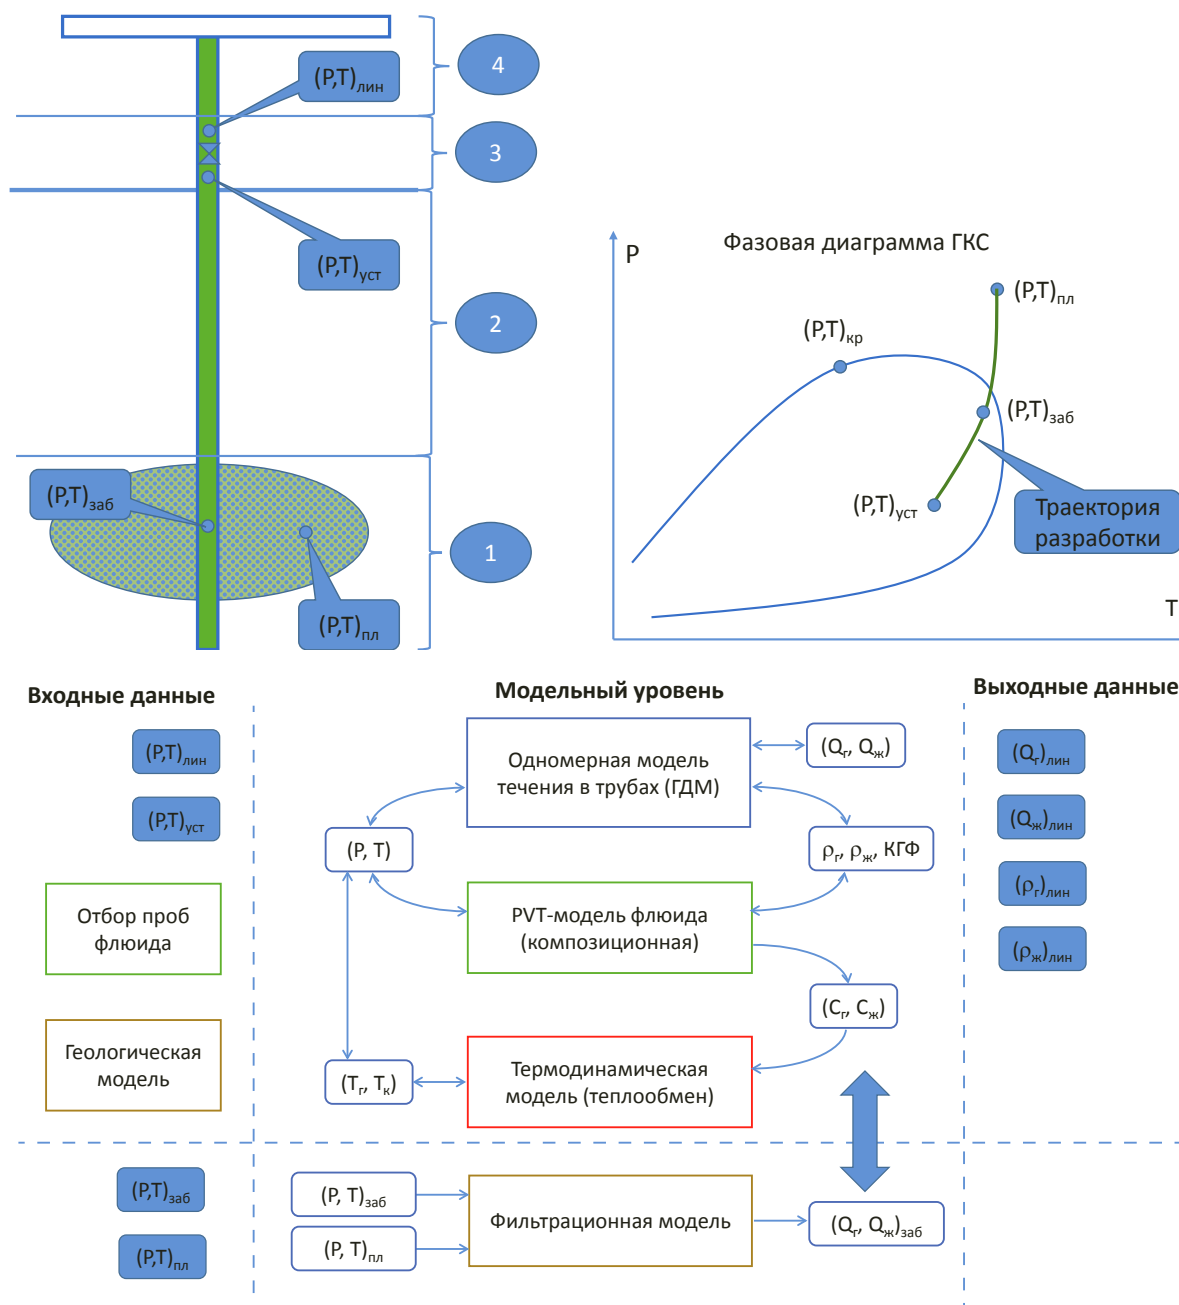 (P,T)лин
4
3
(P,T)уст
2
(P,T)заб
1
(P,T)пл
Фазовая диаграмма ГКС
P
(P,T)пл
(P,T)кр
(P,T)заб
(P,T)уст
Траектория
разработки
T
Входные данные
Модельный уровень
Выходные данные
(P,T)лин
(P,T)уст
Отбор проб
флюида
Геологическая
модель
Одномерная модель
течения в трубах (ГДМ)
(Qг, Qж)
(P, T)
ρг, ρж, КГФ
PVT-модель флюида
(композиционная)
(Cг, Cж)
(Tг, Tк)
Термодинамическая
модель (теплообмен)
(Qг)лин
(Qж)лин
(ρг)лин
(ρж)лин
(P,T)заб
(P,T)пл
(P, T)заб
(P, T)пл
Фильтрационная модель
(Qг, Qж)заб